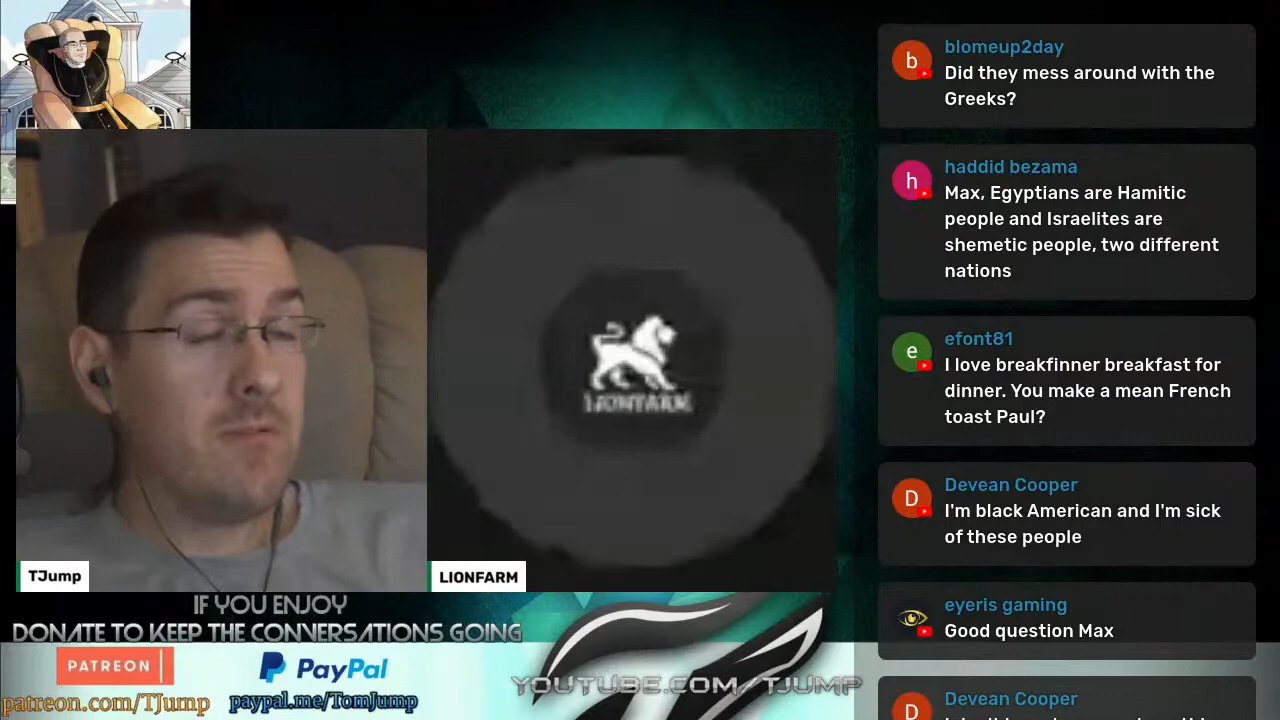 b
blomeup2day
Did they mess around with the
Greeks?
h
haddid bezama
Max, Egyptians are Hamitic
people and Israelites are
shemetic people, two different
nations
e
efont81
I love breakfinner breakfast for
dinner. You make a mean French
toast Paul?
D
Devean Cooper
I'm black American and I'm sick
of these people
eyeris gaming
Good question Max
D
Devean Cooper
LIONFARM
TJump
LIONFARM
IF YOU ENJOY
DONATE TO KEEP THE CONVERSATIONS GOING
PATREON
PayPal
patreon.com/TJump
paypal.me/TomJump
YOUTUBE.COM/TJUMP